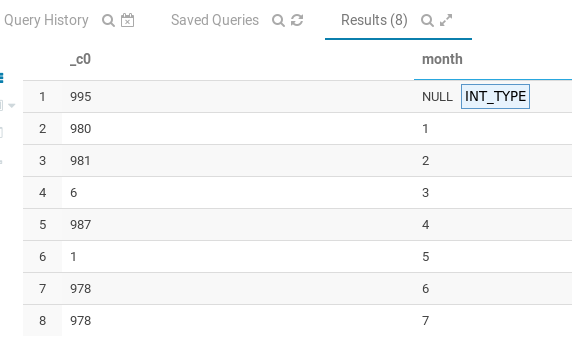 Query History Saved Queries Results (8)
_c0 month
1 995 NULL INT_TYPE
2 980 1
3 981 2
4 6 3
5 987 4
6 1 5
7 978 6
8 978 7